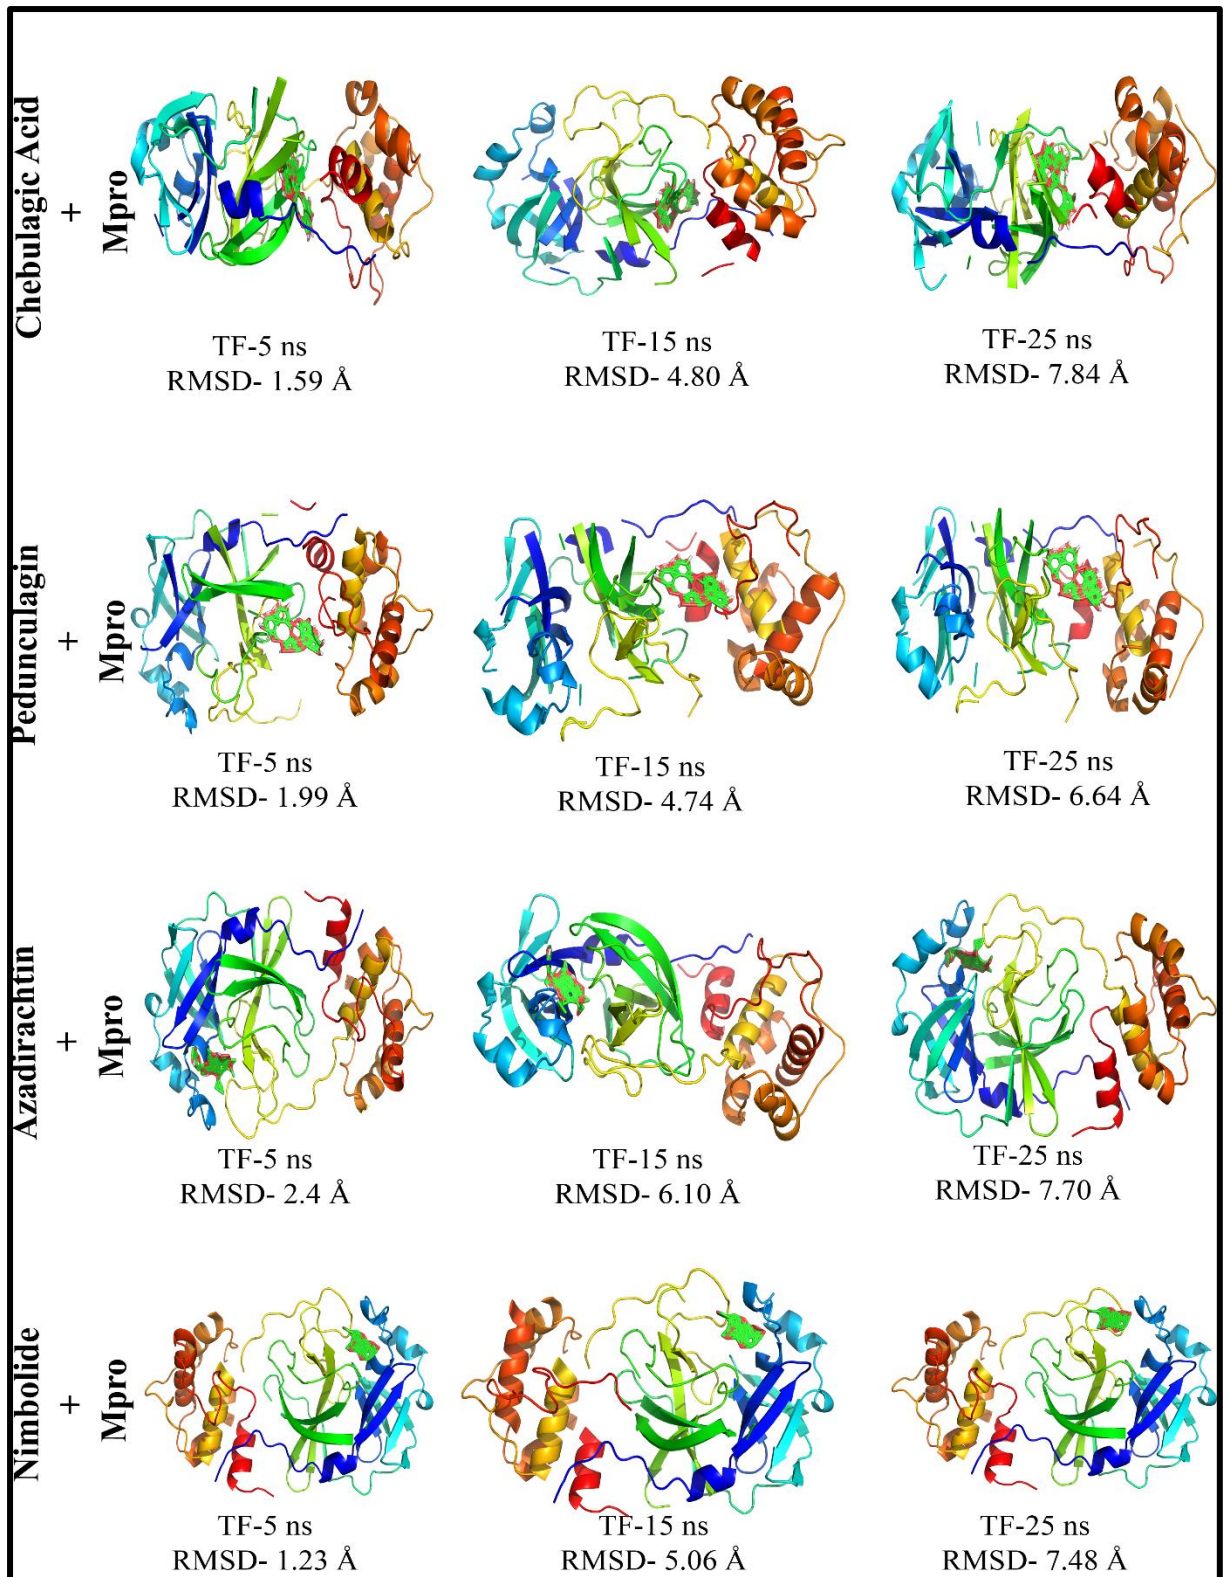 Chebulagic Acid
+
Mpro
TF-5 ns
RMSD- 1.59 Å
TF-15 ns
RMSD- 4.80 Å
TF-25 ns
RMSD- 7.84 Å
Pedunculagin
+
Mpro
TF-5 ns
RMSD- 1.99 Å
TF-15 ns
RMSD- 4.74 Å
TF-25 ns
RMSD- 6.64 Å
Azadirachtin
+
Mpro
TF-5 ns
RMSD- 2.4 Å
TF-15 ns
RMSD- 6.10 Å
TF-25 ns
RMSD- 7.70 Å
Nimbolide
+
Mpro
TF-5 ns
RMSD- 1.23 Å
TF-15 ns
RMSD- 5.06 Å
TF-25 ns
RMSD- 7.48 Å